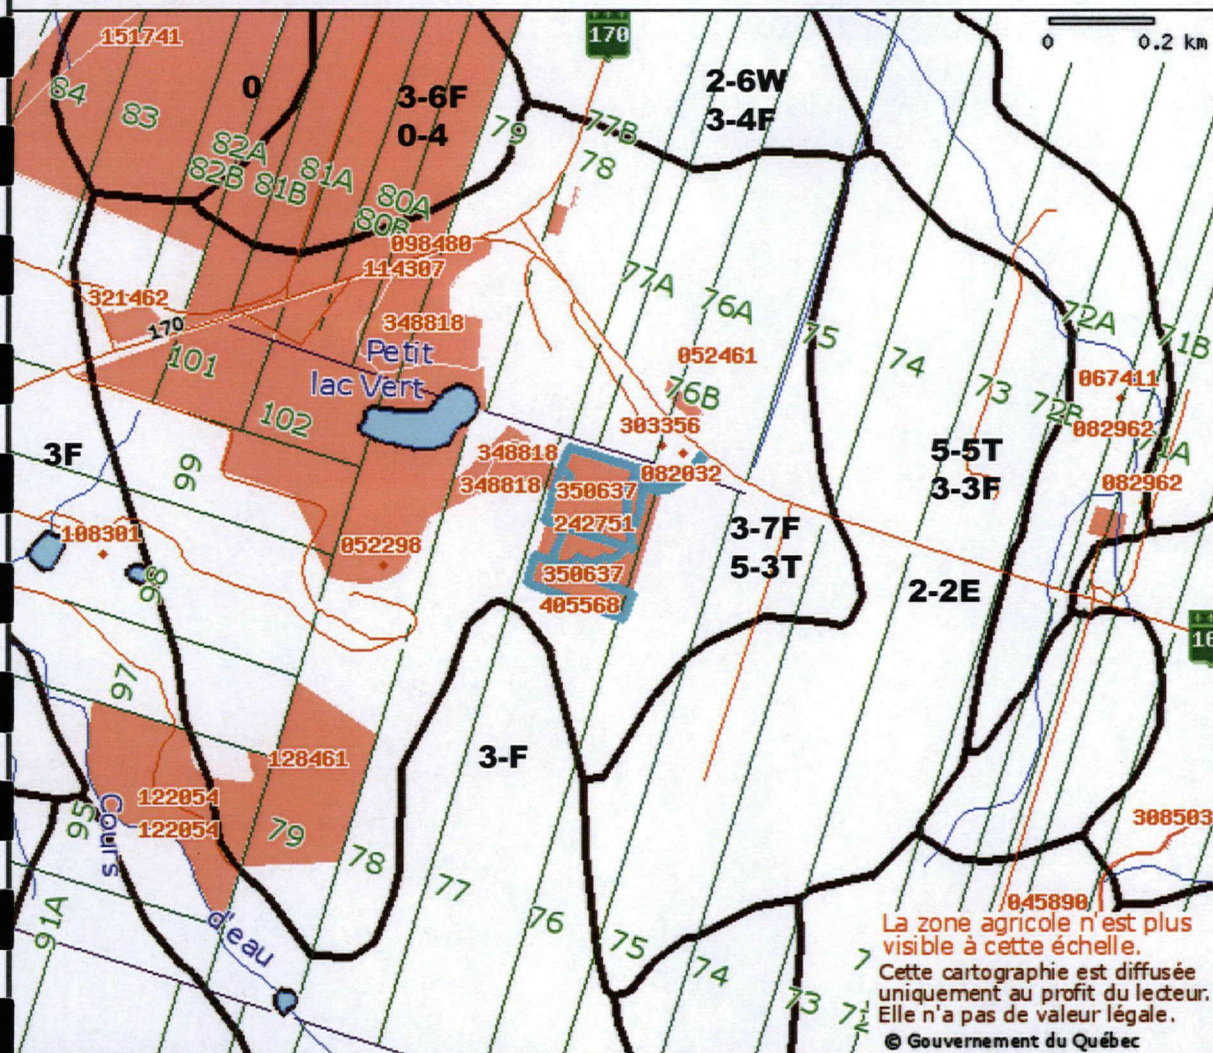 170
0 0.2 km
151741
2-6W
3-4F
0
3-6F
0-4
84
83
79
77B
82A
78
82B
81B
81A
80A
80B
098480
114307
77A
76A
321462
348818
72A
170
75
71B
Petit
lac Vert
052461
101
74
067411
73
76B
72B
102
303356
082962
3F
348818
5-5T
3-3F
1A
99
348818
350637
082032
082962
242751
3-7F
5-3T
108301
052298
350637
98
405568
2-2E
16
97
3-F
128461
122054
122054
Cours
95
79
308503
78
77
91A
d'eau
76
045890
75
La zone agricole n'est plus
visible à cette échelle.
74
7
Cette cartographie est diffusée
uniquement au profit du lecteur.
Elle n'a pas de valeur légale.
73
7½
© Gouvernement du Québec